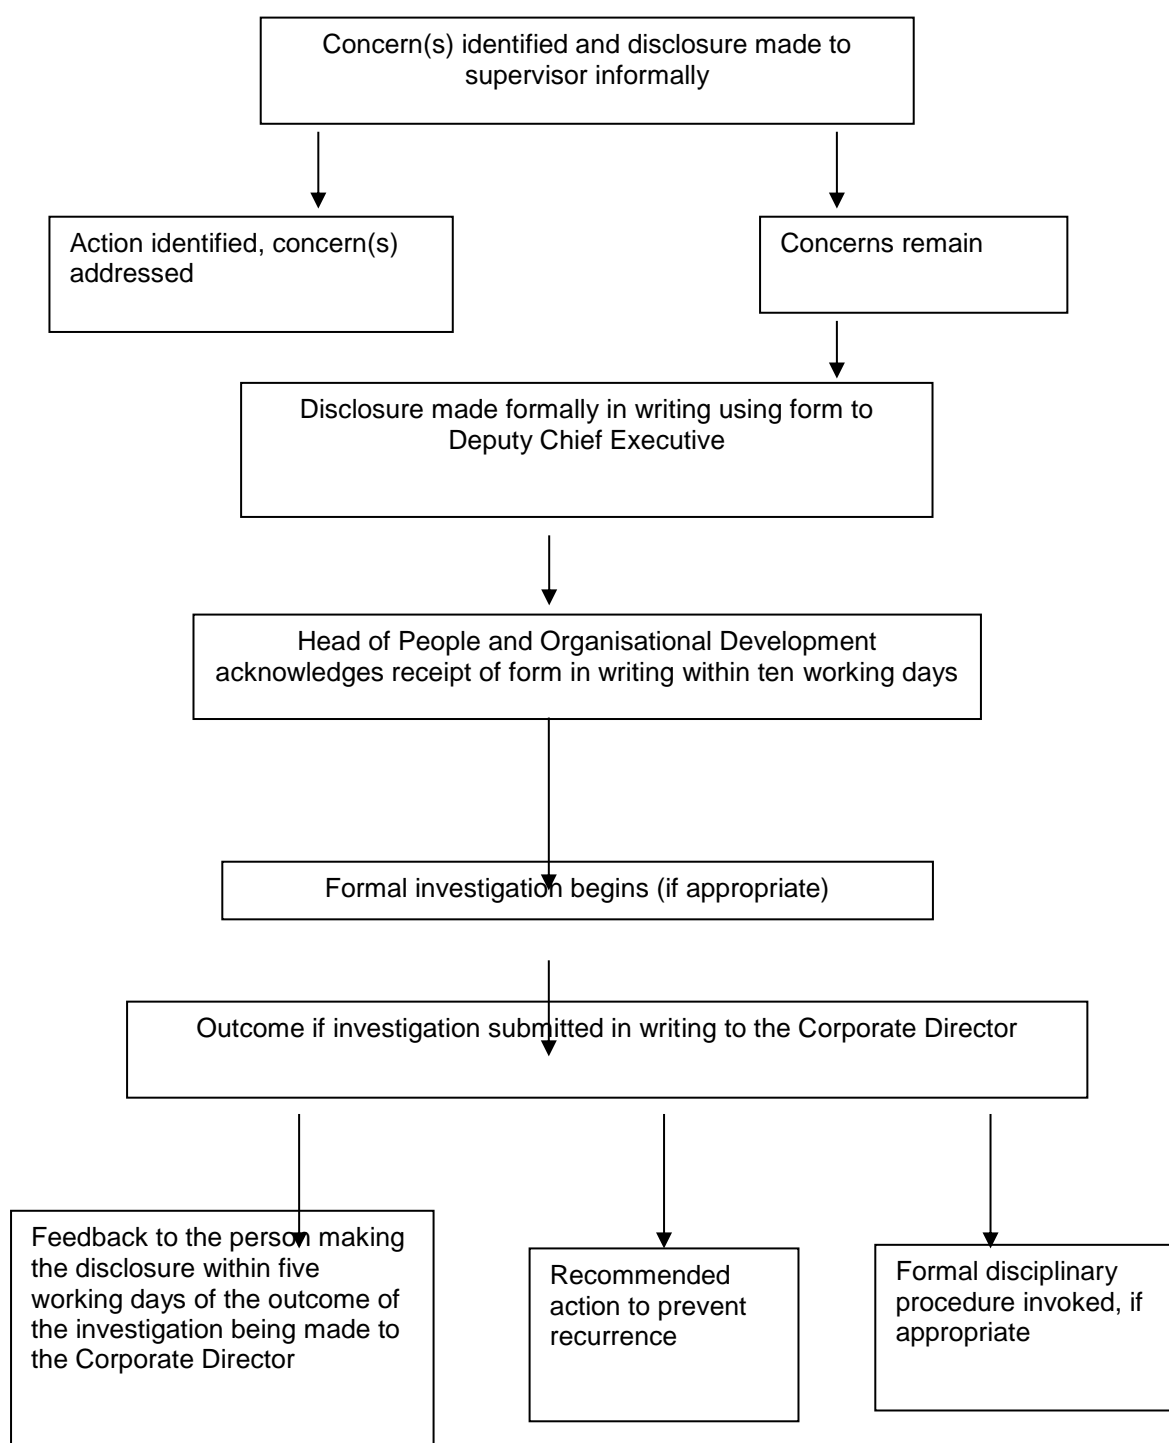 Concern(s) identified and disclosure made to
supervisor informally
Action identified, concern(s)
addressed
Concerns remain
Disclosure made formally in writing using form to
Deputy Chief Executive
Head of People and Organisational Development
acknowledges receipt of form in writing within ten working days
Formal investigation begins (if appropriate)
Outcome if investigation submitted in writing to the Corporate Director
Feedback to the person making
the disclosure within five
working days of the outcome of
the investigation being made to
the Corporate Director
Recommended
action to prevent
recurrence
Formal disciplinary
procedure invoked, if
appropriate